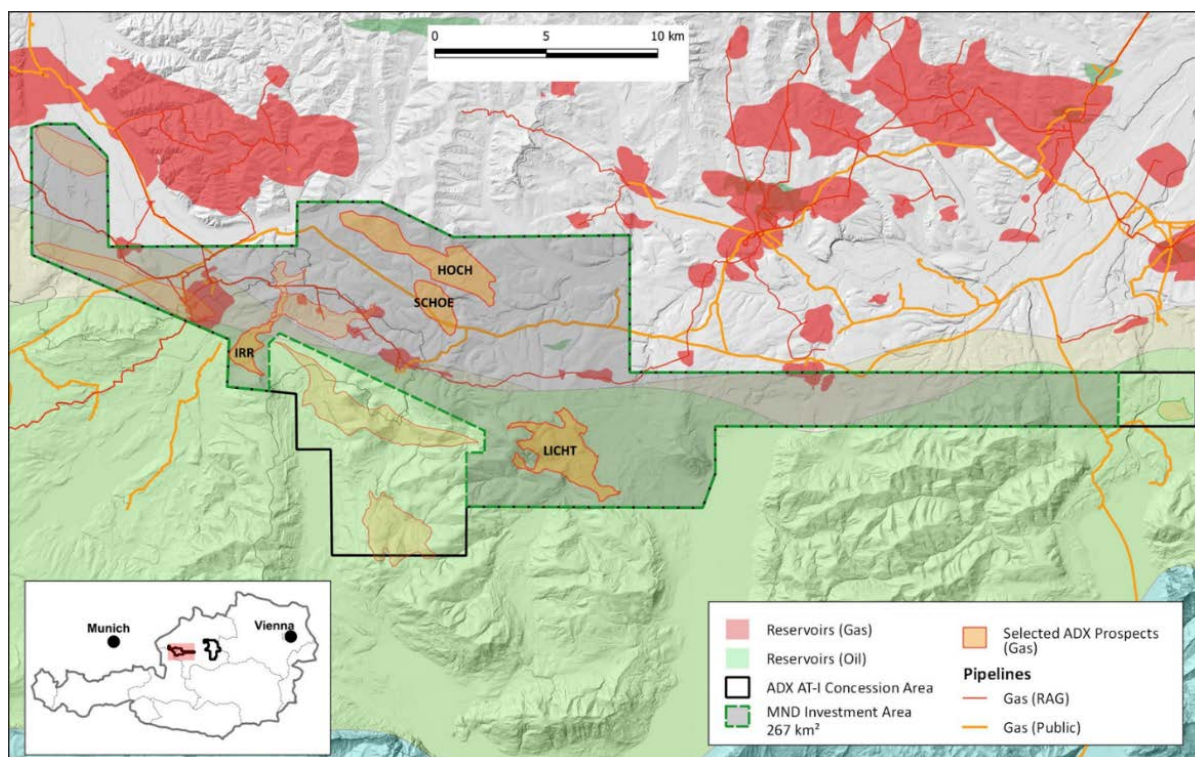 0 5 10 km
HOCH
SCHOE
IRR
LICHT
Munich
Vienna
Reservoirs (Gas)
Reservoirs (Oil)
ADX AT-I Concession Area
MND Investment Area
267 km²
Selected ADX Prospects
(Gas)
Pipelines
Gas (RAG)
Gas (Public)